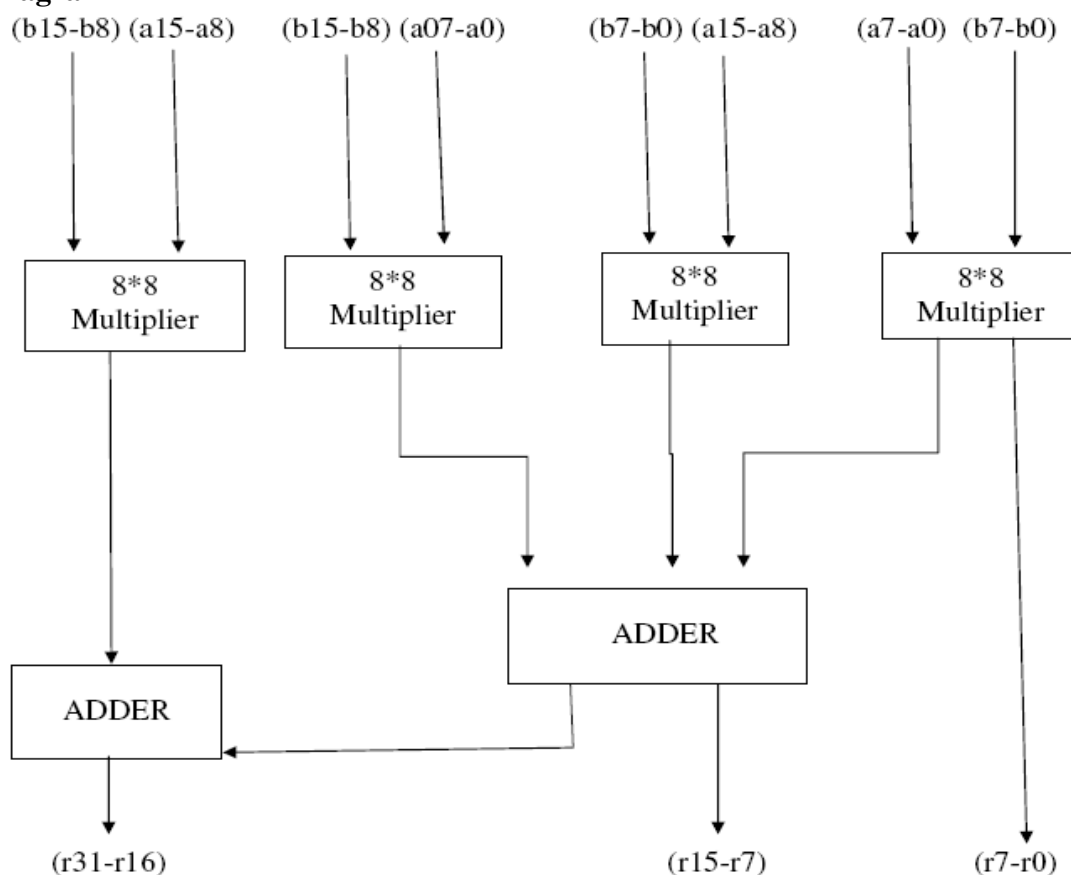 (b15-b8) (a15-a8) (b15-b8) (a07-a0) (b7-b0) (a15-a8) (a7-a0) (b7-b0)
8*8
Multiplier
8*8
Multiplier
8*8
Multiplier
8*8
Multiplier
ADDER
ADDER
(r31-r16) (r15-r7) (r7-r0)